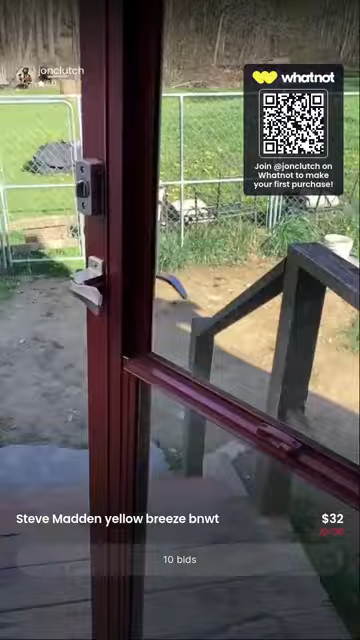 jonclutch
whatnot
Join @jonclutch on
Whatnot to make
your first purchase!
Steve Madden yellow breeze bnwt
$32
10 bids